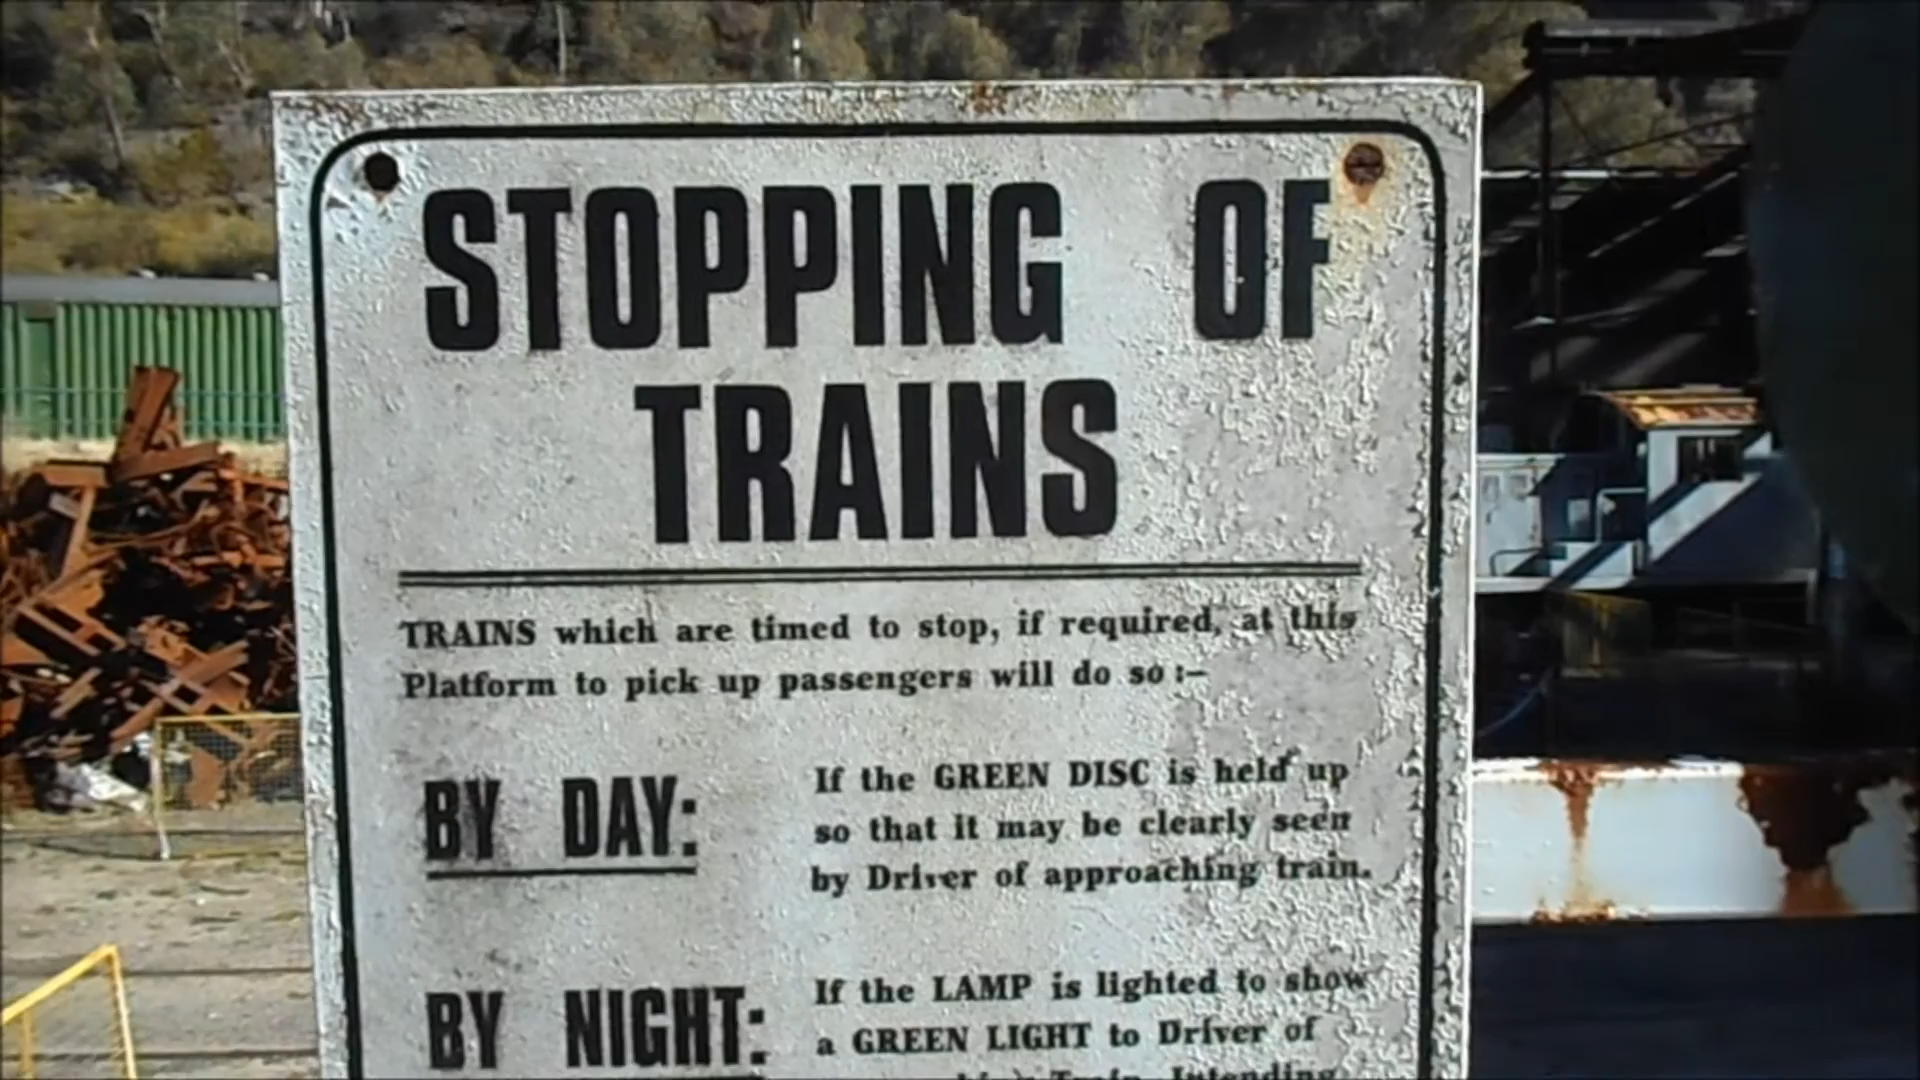 STOPPING OF
TRAINS
TRAINS which are timed to stop, if required, at this
Platform to pick up passengers will do so :-
BY DAY:
If the GREEN DISC is held up
so that it may be clearly seen
by Driver of approaching train.
BY NIGHT:
If the LAMP is lighted to show
a GREEN LIGHT to Driver of
Train. Intending